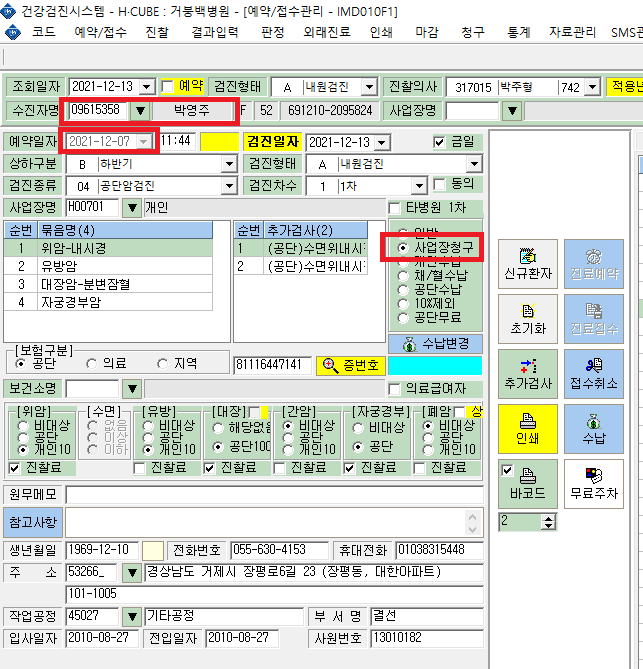 건강검진시스템 - H·CUBE : 거붕백병원 - [예약/접수관리 - IMD010F1]
코드 예약/접수 진찰 결과입력 판정 외래진료 인쇄 마감 청구 통계 자료관리 SMS관
조회일자 2021-12-13 예약 검진형태 A 내원검진 진찰의사 317015 박주형 742 적용년
수진자명 09615358 박영주 F 52 691210-2095824 사업장명
예약일자 2021-12-07 11:44 검진일자 2021-12-13 금일
상하구분 B 하반기 검진형태 A 내원검진
검진종류 04 공단암검진 검진차수 1 1차 동의
사업장명 H00701 개인 타병원 1차
순번 묶음명(4)
1 위암-내시경
2 유방암
3 대장암-분변잠혈
4 자궁경부암
순번 추가검사(2)
1 (공단)수면위내시
2 (공단)수면위내시
일반
사업장청구
개인수납
채/혈수납
공단수납
10%제외
공단무료
수납변경
신규환자 진료예약
초기화 진료접수
추가검사 접수취소
인쇄 수납
바코드 무료주차
2
[보험구분]
공단 의료 지역 81116447141 증번호
보건소명 의료급여자
[위암] [수면] [유방] [대장] [간암] [자궁경부] [폐암] 상
비대상 없음 비대상 해당없음 비대상 비대상 비대상
공단 이상 공단 공단100 공단 공단 공단
개인10 이하 개인10 개인10 개인10
진찰료 진찰료 진찰료 진찰료 진찰료 진찰료
원무메모
참고사항
생년월일 1969-12-10 전화번호 055-630-4153 휴대전화 01038315448
주 소 53266_ 경상남도 거제시 장평로6길 23 (장평동, 대한아파트)
101-1005
작업공정 45027 기타공정 부 서 명 결선
입사일자 2010-08-27 전입일자 2010-08-27 사원번호 13010182